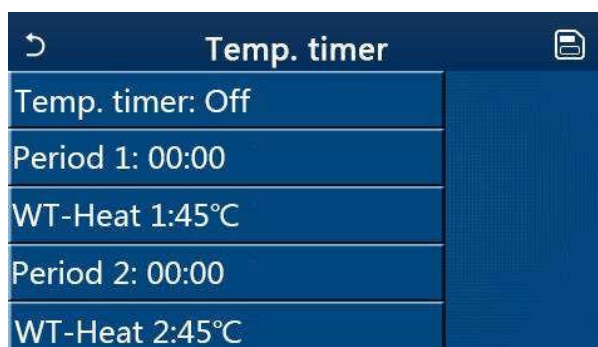 Temp. timer
Temp. timer: Off
Period 1: 00:00
WT-Heat 1:45℃
Period 2: 00:00
WT-Heat 2:45℃